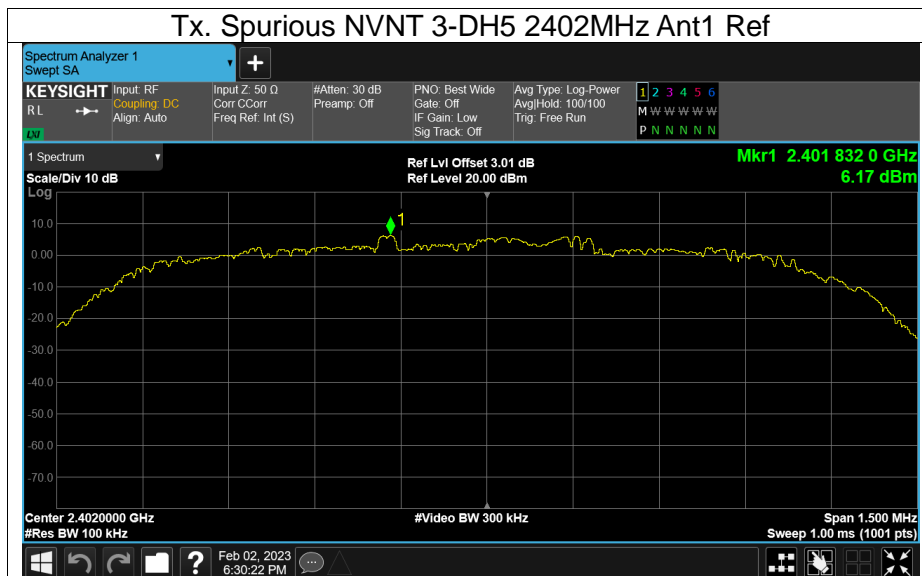 Tx. Spurious NVNT 3-DH5 2402MHz Ant1 Ref
Spectrum Analyzer 1
Swept SA
KEYSIGHT
RL
LXI
Input: RF
Coupling: DC
Align: Auto
Input Z: 50 Ω
Corr CCorr
Freq Ref: Int (S)
#Atten: 30 dB
Preamp: Off
PNO: Best Wide
Gate: Off
IF Gain: Low
Sig Track: Off
Avg Type: Log-Power
Avg|Hold: 100/100
Trig: Free Run
1 2 3 4 5 6
M W W W W W
P N N N N N
1 Spectrum
Scale/Div 10 dB
Ref Lvl Offset 3.01 dB
Ref Level 20.00 dBm
Mkr1 2.401 832 0 GHz
6.17 dBm
Log
1
10.0
0.00
-10.0
-20.0
-30.0
-40.0
-50.0
-60.0
-70.0
Center 2.4020000 GHz
#Res BW 100 kHz
#Video BW 300 kHz
Span 1.500 MHz
Sweep 1.00 ms (1001 pts)
?
Feb 02, 2023
6:30:22 PM